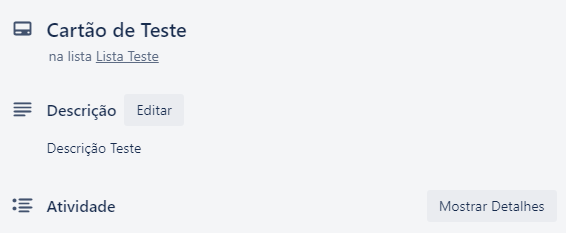 Cartão de Teste
na lista Lista Teste
Descrição Editar
Descrição Teste
Atividade Mostrar Detalhes